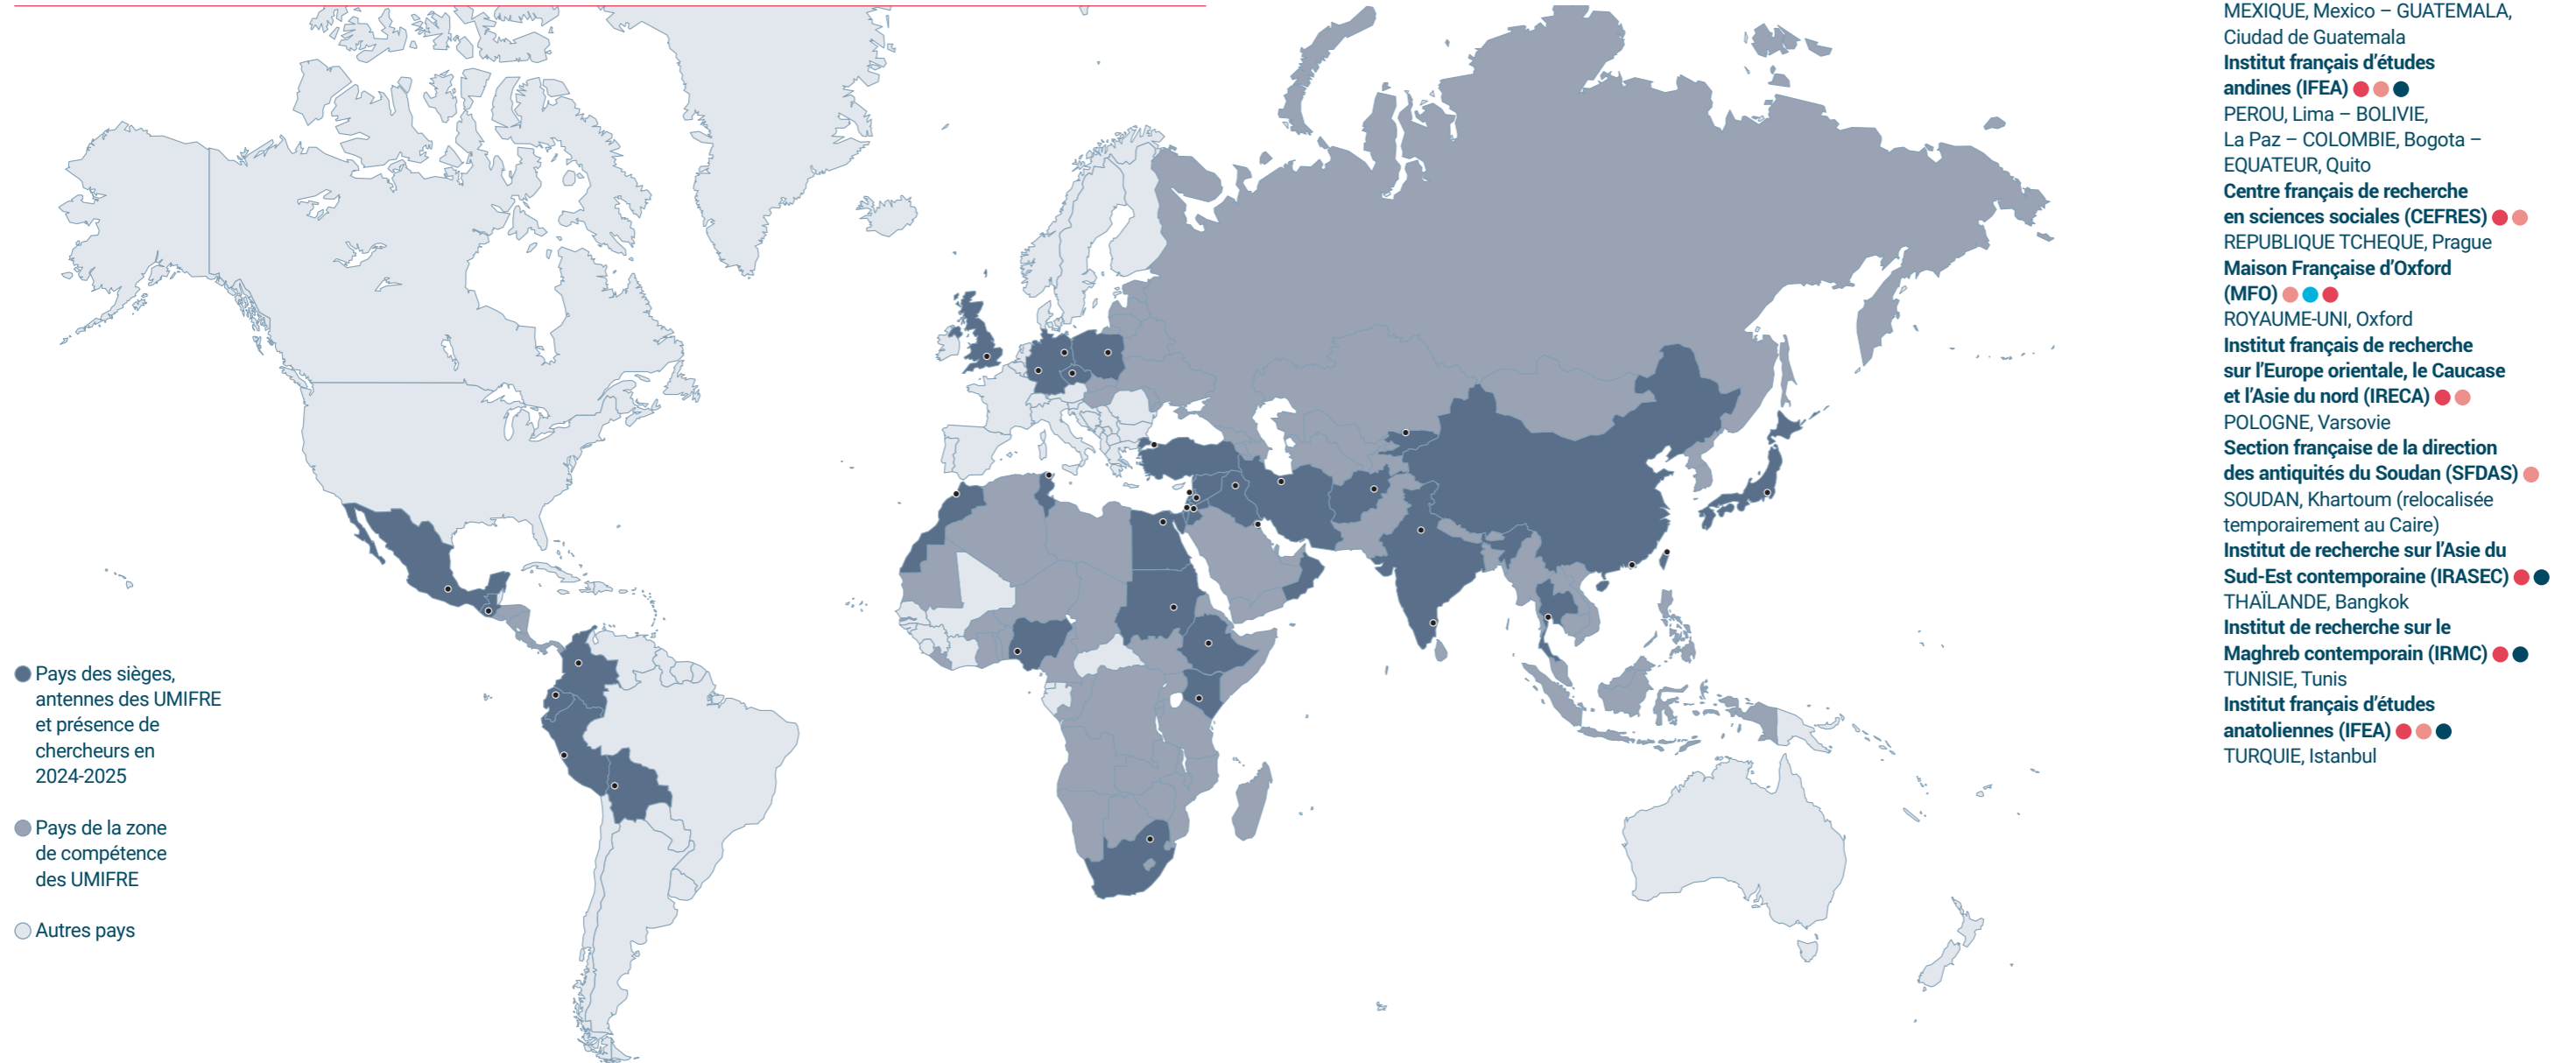 Pays des sièges,
antennes des UMIFRE
et présence de
chercheurs en
2024-2025
Pays de la zone
de compétence
des UMIFRE
Autres pays
MEXIQUE, Mexico – GUATEMALA,
Ciudad de Guatemala
Institut français d’études
andines (IFEA)
PEROU, Lima – BOLIVIE,
La Paz – COLOMBIE, Bogota –
EQUATEUR, Quito
Centre français de recherche
en sciences sociales (CEFRES)
REPUBLIQUE TCHEQUE, Prague
Maison Française d’Oxford
(MFO)
ROYAUME-UNI, Oxford
Institut français de recherche
sur l’Europe orientale, le Caucase
et l’Asie du nord (IRECA)
POLOGNE, Varsovie
Section française de la direction
des antiquités du Soudan (SFDAS)
SOUDAN, Khartoum (relocalisée
temporairement au Caire)
Institut de recherche sur l’Asie du
Sud-Est contemporaine (IRASEC)
THAÏLANDE, Bangkok
Institut de recherche sur le
Maghreb contemporain (IRMC)
TUNISIE, Tunis
Institut français d’études
anatoliennes (IFEA)
TURQUIE, Istanbul